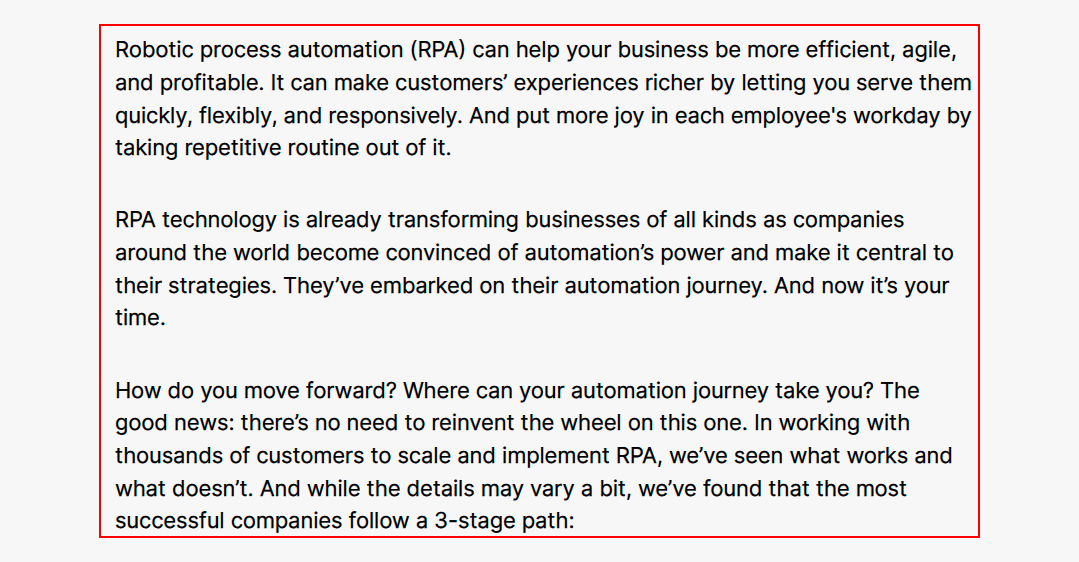 Robotic process automation (RPA) can help your business be more efficient, agile,
and profitable. It can make customers’ experiences richer by letting you serve them
quickly, flexibly, and responsively. And put more joy in each employee's workday by
taking repetitive routine out of it.
RPA technology is already transforming businesses of all kinds as companies
around the world become convinced of automation’s power and make it central to
their strategies. They’ve embarked on their automation journey. And now it’s your
time.
How do you move forward? Where can your automation journey take you? The
good news: there’s no need to reinvent the wheel on this one. In working with
thousands of customers to scale and implement RPA, we’ve seen what works and
what doesn’t. And while the details may vary a bit, we’ve found that the most
successful companies follow a 3-stage path: